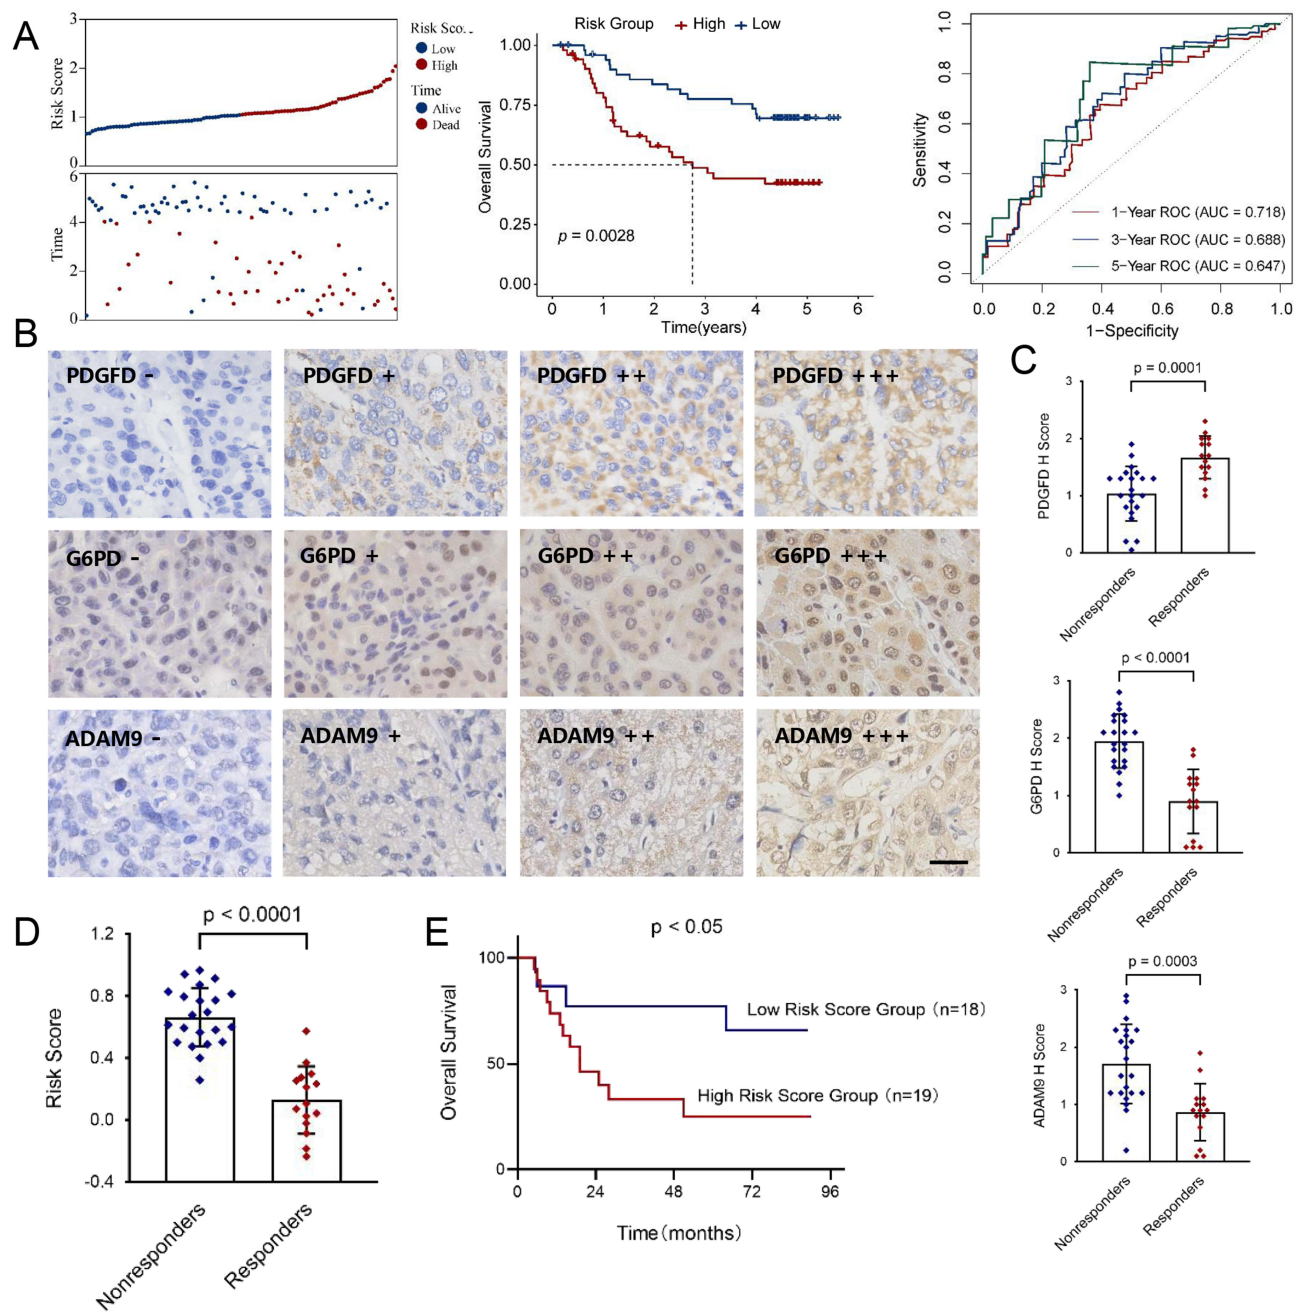 A
Risk Score
3
2
1
0
Risk Sco..
Low
High
Time
Alive
Dead
Time
6
4
2
0
Risk Group
High
Low
Overall Survival
1.00
0.75
0.50
0.25
0.00
p = 0.0028
0 1 2 3 4 5 6
Time(years)
Sensitivity
1.0
0.8
0.6
0.4
0.2
0.0
1-Year ROC (AUC = 0.718)
3-Year ROC (AUC = 0.688)
5-Year ROC (AUC = 0.647)
0.0 0.2 0.4 0.6 0.8 1.0
1-Specificity
B
PDGFD -
PDGFD +
PDGFD ++
PDGFD +++
G6PD -
G6PD +
G6PD ++
G6PD +++
ADAM9 -
ADAM9 +
ADAM9 ++
ADAM9 +++
C
p = 0.0001
PDGFD H Score
3
2
1
0
Nonresponders
Responders
p < 0.0001
G6PD H Score
3
2
1
0
Nonresponders
Responders
p = 0.0003
ADAM9 H Score
3
2
1
0
Nonresponders
Responders
D
p < 0.0001
Risk Score
1.2
0.8
0.4
0.0
-0.4
Nonresponders
Responders
E
p < 0.05
Overall Survival
100
50
0
Low Risk Score Group (n=18)
High Risk Score Group (n=19)
0 24 48 72 96
Time(months)